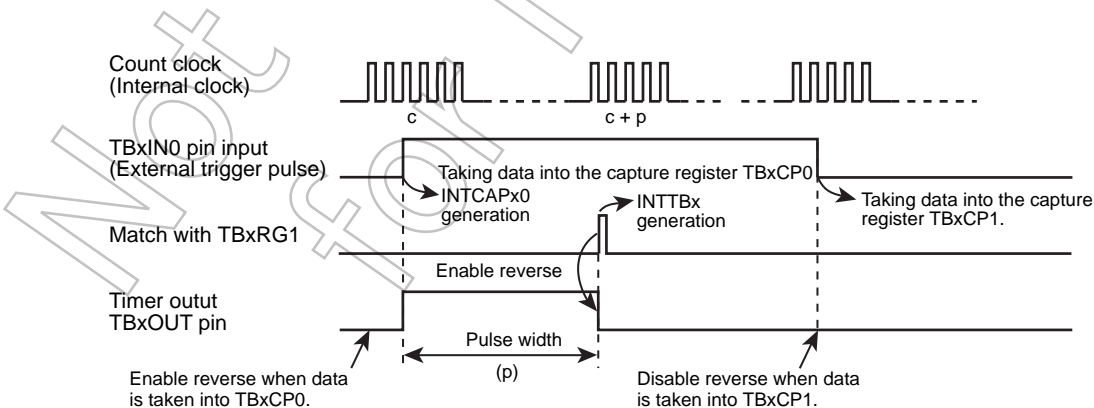 Count clock
(Internal clock)
c
c + p
TBxIN0 pin input
(External trigger pulse)
Taking data into the capture register TBxCP0
INTCAPx0
generation
Taking data into the capture
register TBxCP1.
INTTBx
generation
Match with TBxRG1
Enable reverse
Timer outut
TBxOUT pin
Pulse width
(p)
Enable reverse when data
is taken into TBxCP0.
Disable reverse when data
is taken into TBxCP1.
Not
for